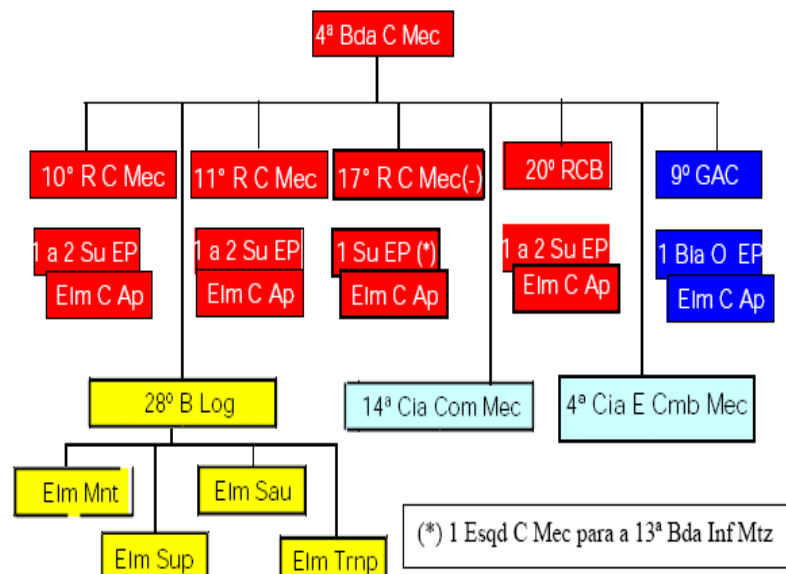 4ª Bda C Mec
10° R C Mec
11° R C Mec
17° R C Mec(-)
20º RCB
9º GAC
1 a 2 Su EP
1 a 2 Su EP
1 Su EP (*)
1 a 2 Su EP
1 Bia O EP
Elm C Ap
Elm C Ap
Elm C Ap
Elm C Ap
Elm C Ap
28º B Log
14ª Cia Com Mec
4ª Cia E Cmb Mec
Elm Mnt
Elm Sau
Elm Sup
Elm Trnp
(*) 1 Esqd C Mec para a 13ª Bda Inf Mtz